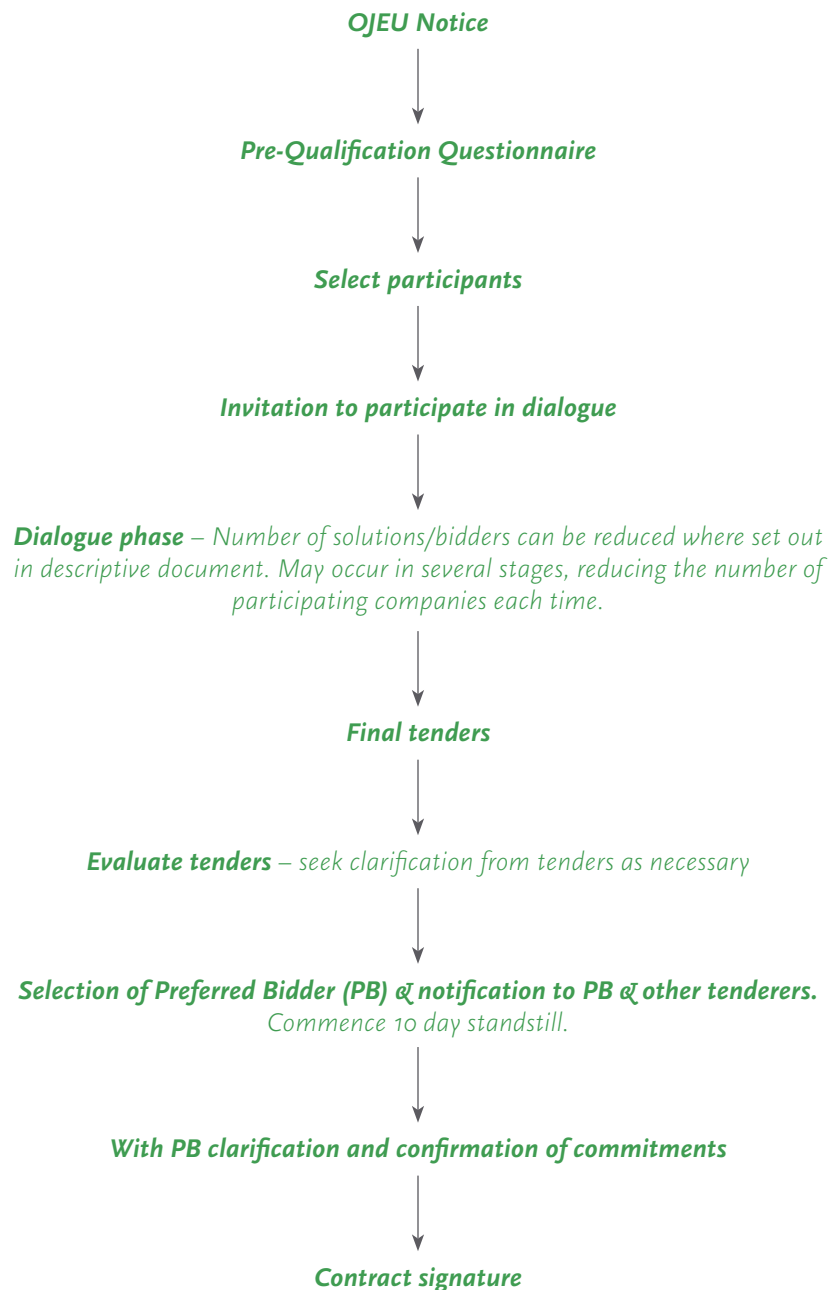 OJEU Notice
Pre-Qualification Questionnaire
Select participants
Invitation to participate in dialogue
Dialogue phase – Number of solutions/bidders can be reduced where set out
in descriptive document. May occur in several stages, reducing the number of
participating companies each time.
Final tenders
Evaluate tenders – seek clarification from tenders as necessary
Selection of Preferred Bidder (PB) & notification to PB & other tenderers.
Commence 10 day standstill.
With PB clarification and confirmation of commitments
Contract signature